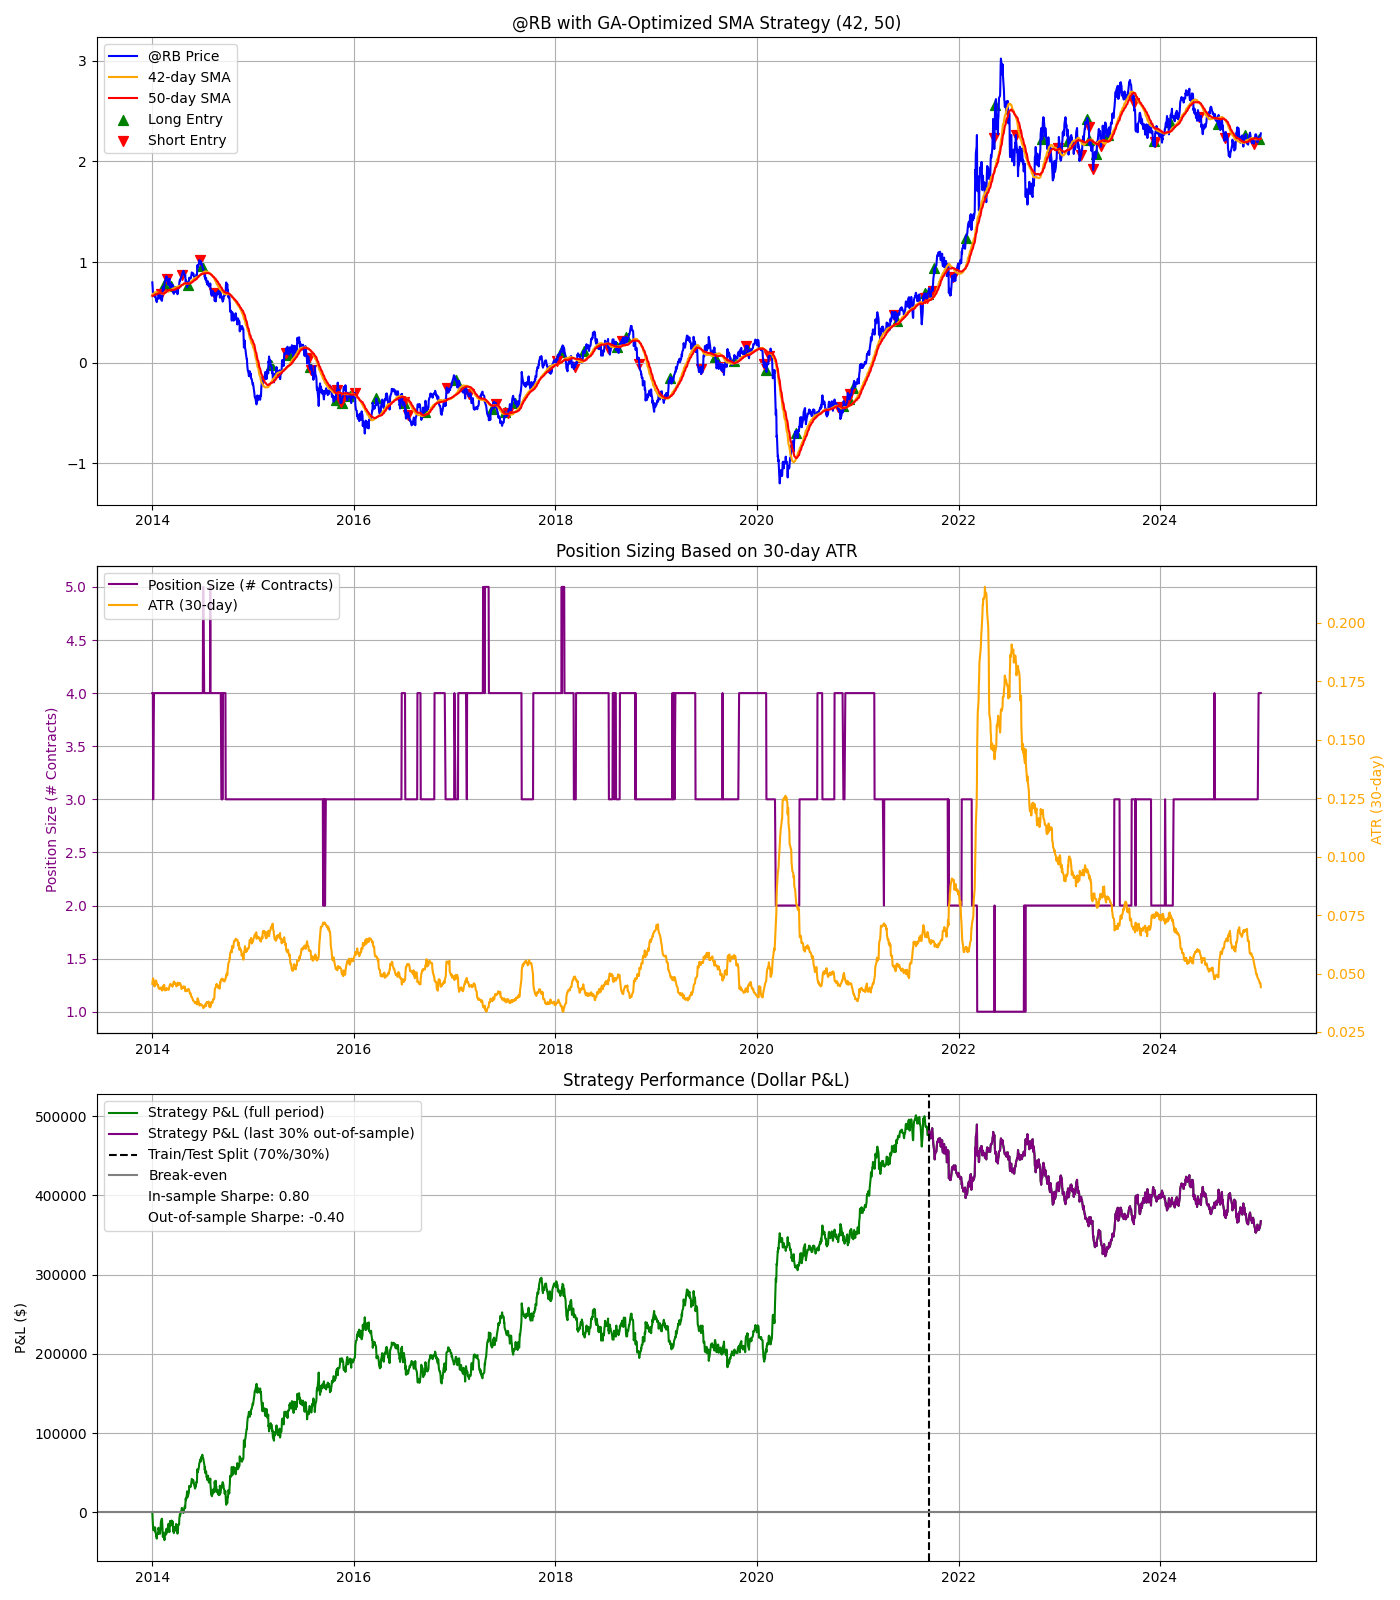 @RB with GA-Optimized SMA Strategy (42, 50)
@RB Price
42-day SMA
50-day SMA
Long Entry
Short Entry
3
2
1
0
−1
2014 2016 2018 2020 2022 2024
Position Sizing Based on 30-day ATR
Position Size (# Contracts)
ATR (30-day)
Position Size (# Contracts)
5.0
4.5
4.0
3.5
3.0
2.5
2.0
1.5
1.0
0.200
0.175
0.150
0.125
0.100
0.075
0.050
0.025
ATR (30-day)
2014 2016 2018 2020 2022 2024
Strategy Performance (Dollar P&L)
Strategy P&L (full period)
Strategy P&L (last 30% out-of-sample)
Train/Test Split (70%/30%)
Break-even
In-sample Sharpe: 0.80
Out-of-sample Sharpe: -0.40
P&L ($)
500000
400000
300000
200000
100000
0
2014 2016 2018 2020 2022 2024